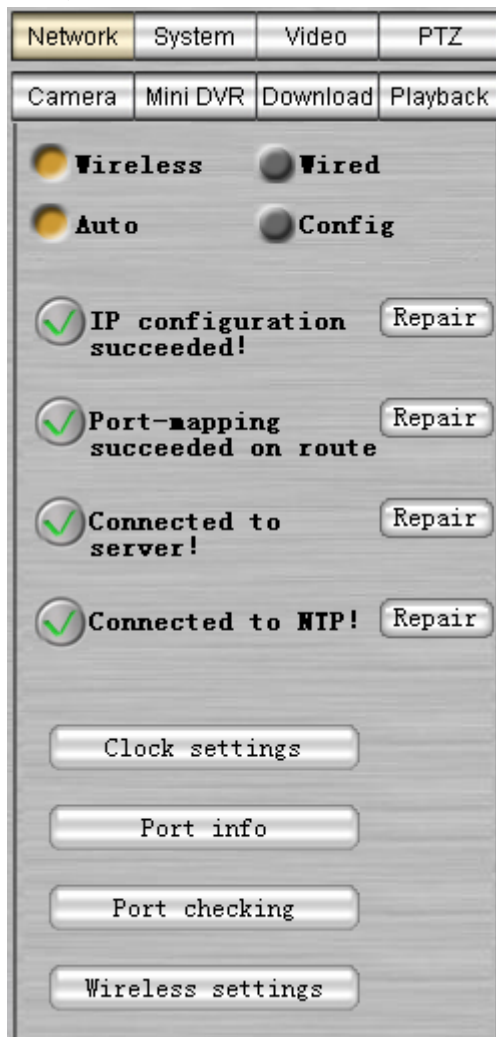 Network System Video PTZ
Camera Mini DVR Download Playback
Wireless Wired
Auto Config
IP configuration Repair
succeeded!
Port-mapping Repair
succeeded on route
Connected to Repair
server!
Connected to NTP! Repair
Clock settings
Port info
Port checking
Wireless settings